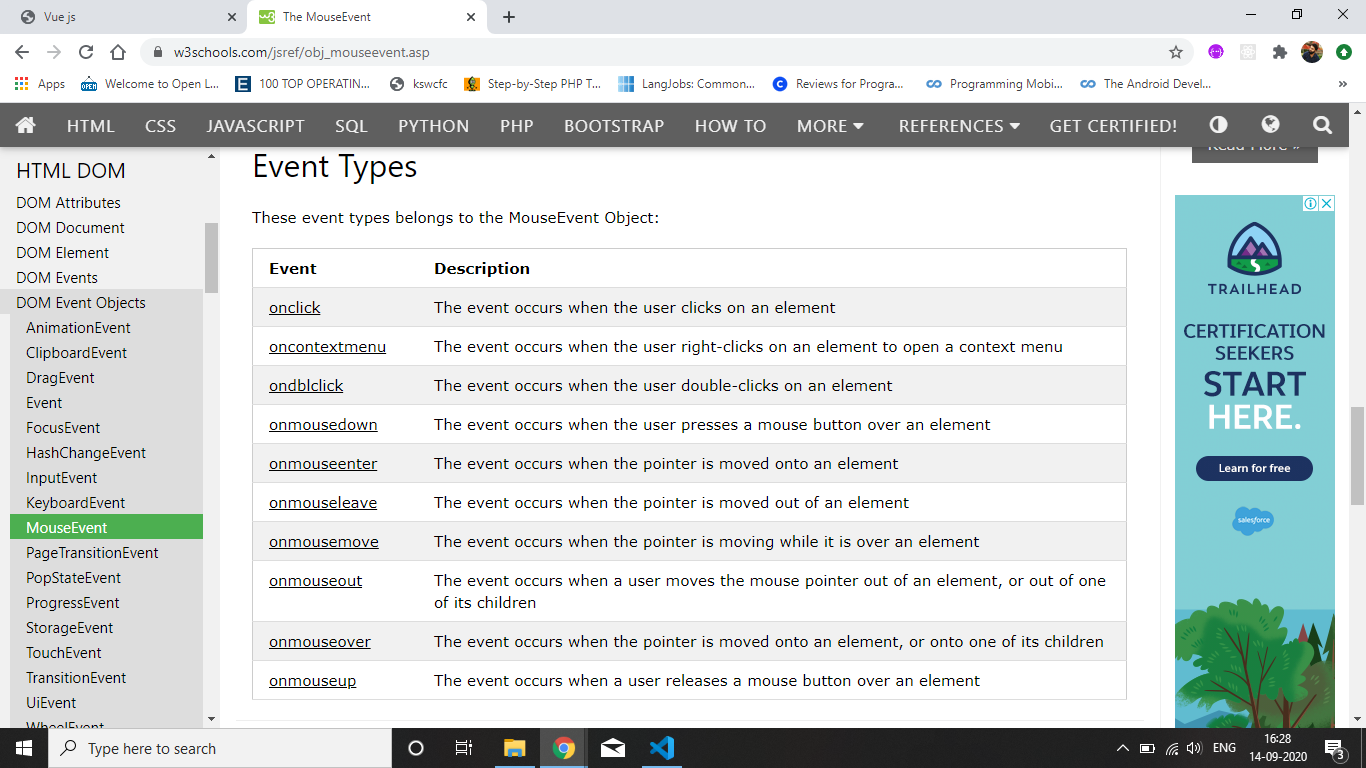 Vue js
The MouseEvent
w3schools.com/jsref/obj_mouseevent.asp
Apps
Welcome to Open L...
100 TOP OPERATIN...
kswcfc
Step-by-Step PHP T...
LangJobs: Common...
Reviews for Progra...
Programming Mobi...
The Android Devel...
»
HTML
CSS
JAVASCRIPT
SQL
PYTHON
PHP
BOOTSTRAP
HOW TO
MORE
REFERENCES
GET CERTIFIED!
HTML DOM
DOM Attributes
DOM Document
DOM Element
DOM Events
DOM Event Objects
AnimationEvent
ClipboardEvent
DragEvent
Event
FocusEvent
HashChangeEvent
InputEvent
KeyboardEvent
MouseEvent
PageTransitionEvent
PopStateEvent
ProgressEvent
StorageEvent
TouchEvent
TransitionEvent
UiEvent
WheelEvent
Event Types
These event types belongs to the MouseEvent Object:
Event Description
onclick The event occurs when the user clicks on an element
oncontextmenu The event occurs when the user right-clicks on an element to open a context menu
ondblclick The event occurs when the user double-clicks on an element
onmousedown The event occurs when the user presses a mouse button over an element
onmouseenter The event occurs when the pointer is moved onto an element
onmouseleave The event occurs when the pointer is moved out of an element
onmousemove The event occurs when the pointer is moving while it is over an element
onmouseout The event occurs when a user moves the mouse pointer out of an element, or out of one
of its children
onmouseover The event occurs when the pointer is moved onto an element, or onto one of its children
onmouseup The event occurs when a user releases a mouse button over an element
Read More »
TRAILHEAD
CERTIFICATION
SEEKERS
START
HERE.
Learn for free
salesforce
Type here to search
ENG
16:28
14-09-2020
3